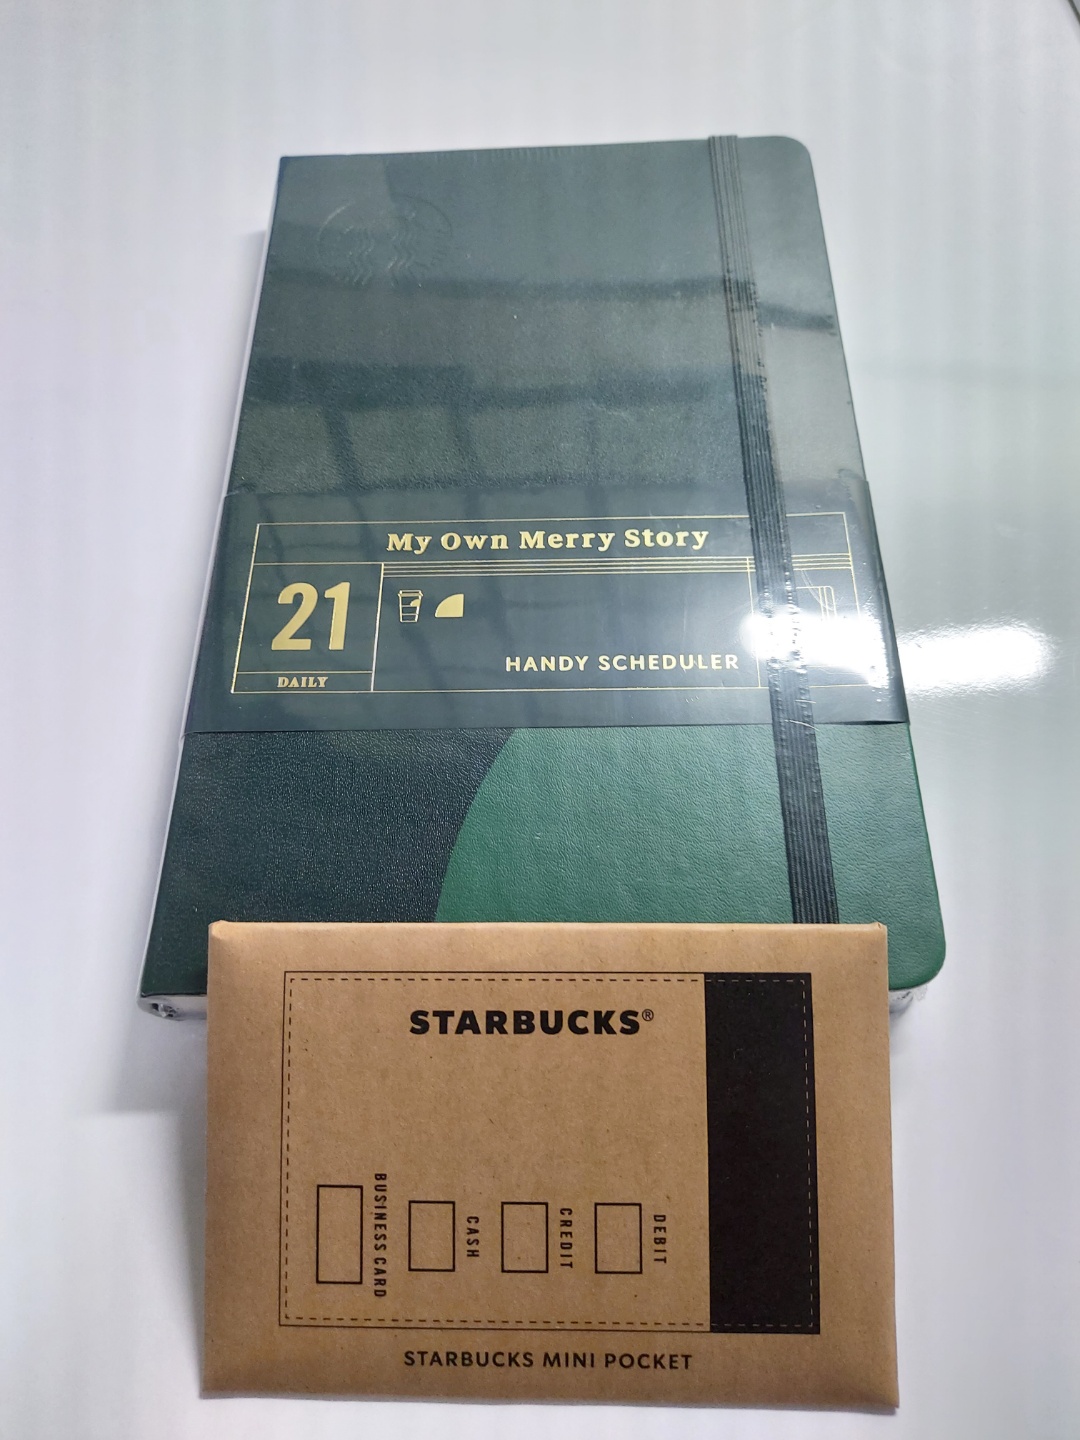 My Own Merry Story
21
DAILY
HANDY SCHEDULER
STARBUCKS®
BUSINESS CARD
CASH
CREDIT
DEBIT
STARBUCKS MINI POCKET